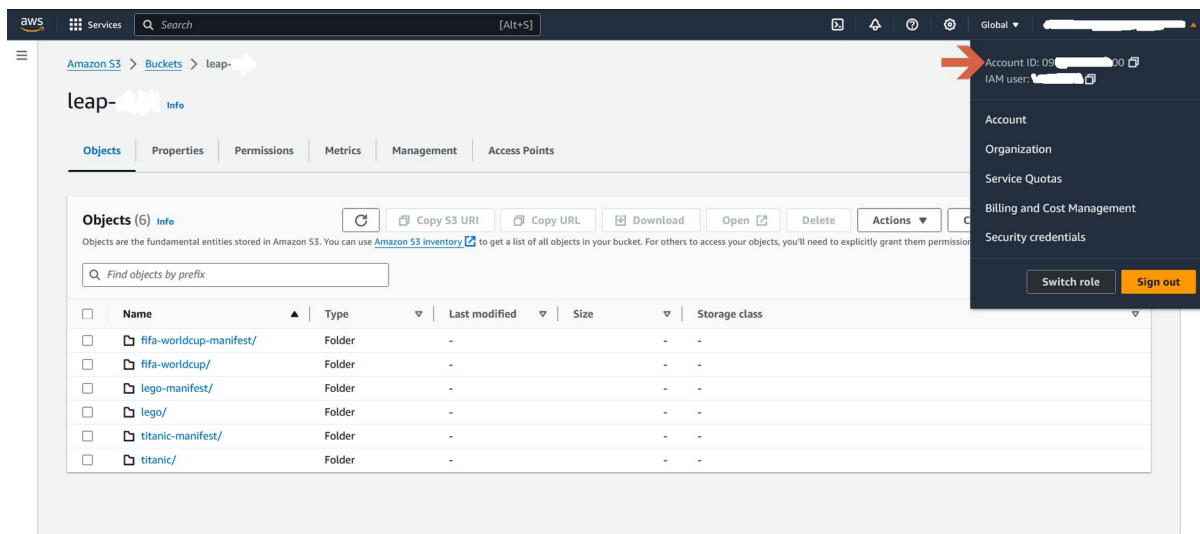 aws Services Search [Alt+S] Global
Account ID: 09 00
IAM user:
Account
Organization
Service Quotas
Billing and Cost Management
Security credentials
Switch role Sign out
Amazon S3 > Buckets > leap-
leap- Info
Objects Properties Permissions Metrics Management Access Points
Objects (6) Info Copy S3 URI Copy URL Download Open Delete Actions C
Objects are the fundamental entities stored in Amazon S3. You can use Amazon S3 inventory to get a list of all objects in your bucket. For others to access your objects, you'll need to explicitly grant them permission
Find objects by prefix
Name Type Last modified Size Storage class
fifa-worldcup-manifest/ Folder - - -
fifa-worldcup/ Folder - - -
lego-manifest/ Folder - - -
lego/ Folder - - -
titanic-manifest/ Folder - - -
titanic/ Folder - - -